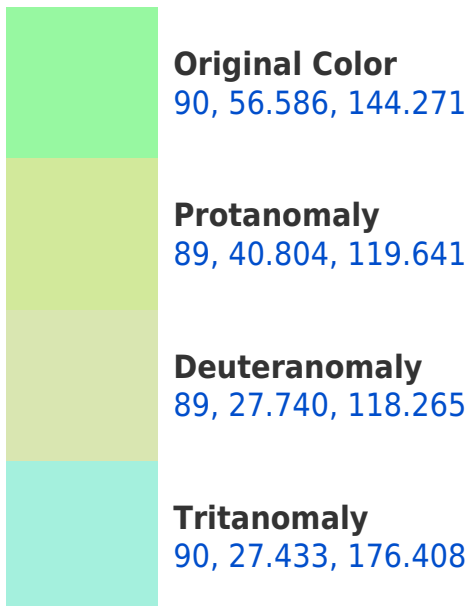 Original Color
90, 56.586, 144.271
Protanomaly
89, 40.804, 119.641
Deuteranomaly
89, 27.740, 118.265
Tritanomaly
90, 27.433, 176.408